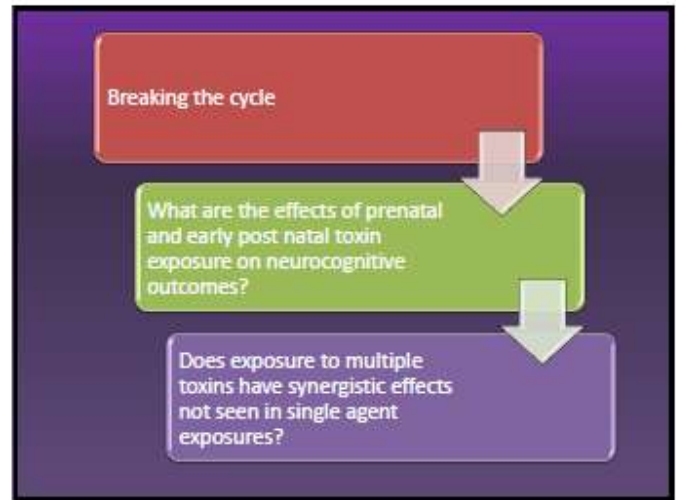 Breaking the cycle
What are the effects of prenatal
and early post natal toxin
exposure on neurocognitive
outcomes?
Does exposure to multiple
toxins have synergistic effects
not seen in single agent
exposures?